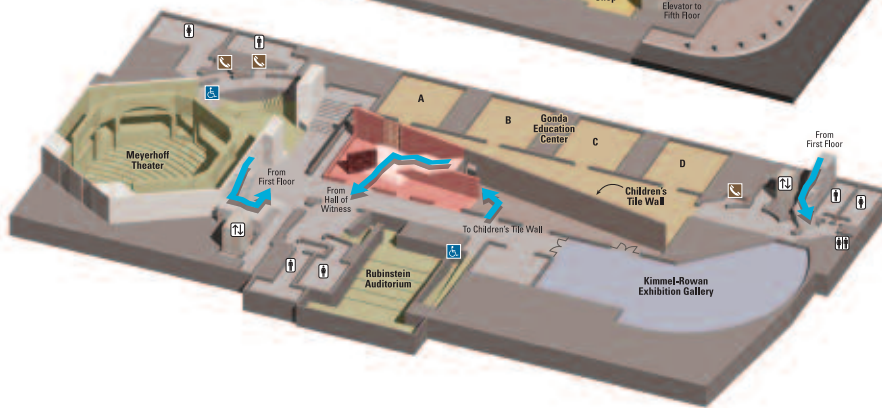 Shop
Elevator to
Fifth Floor
A
B
Gonda
Education
Center
C
D
From
First Floor
Meyerhoff
Theater
From
First Floor
From
Hall of
Witness
Children's
Tile Wall
To Children's Tile Wall
Rubinstein
Auditorium
Kimmel-Rowan
Exhibition Gallery